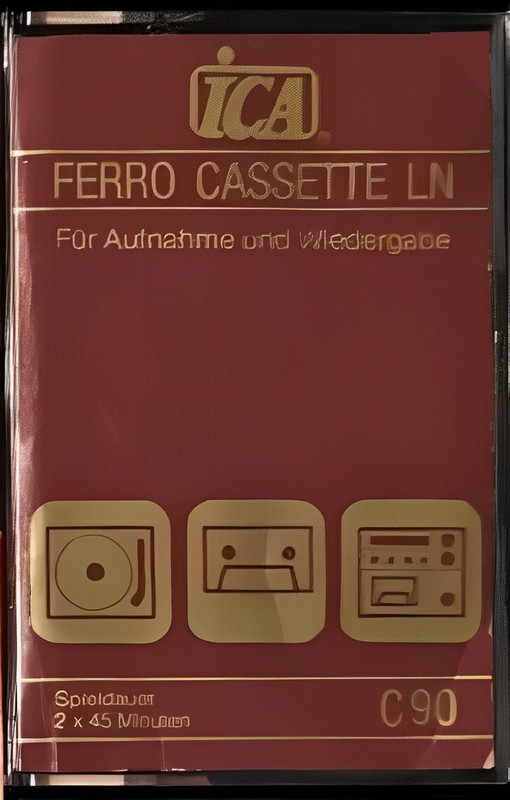 iCA
FERRO CASSETTE LN
Für Aufnahme und Wiedergabe
Spieldauer
2 x 45 Minuten
C 90